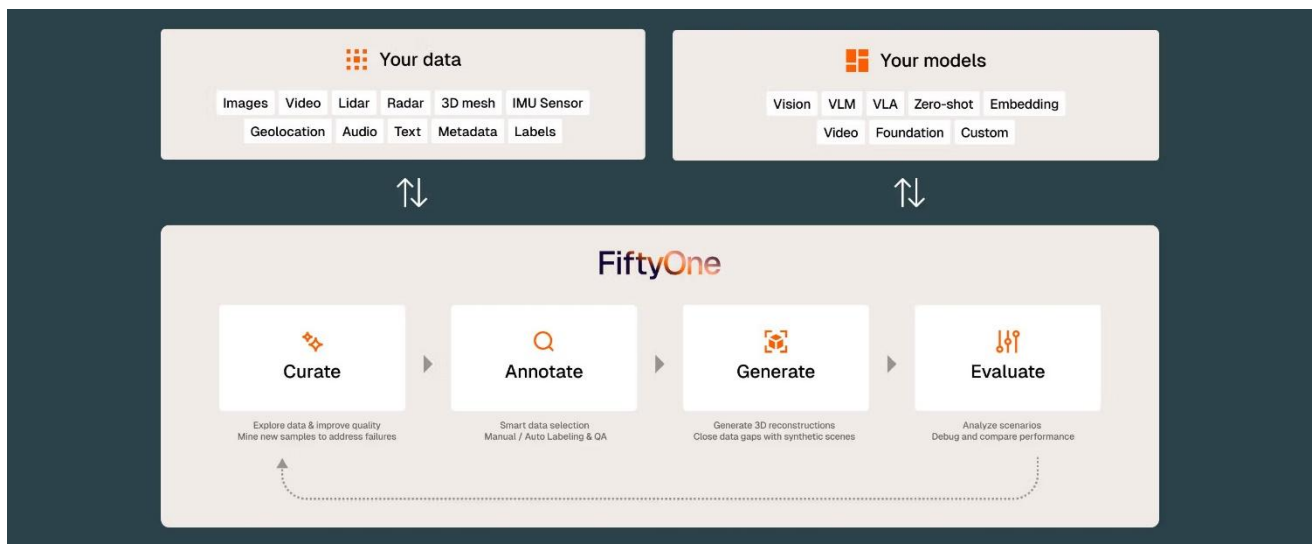 Your data
Images Video Lidar Radar 3D mesh IMU Sensor
Geolocation Audio Text Metadata Labels
Your models
Vision VLM VLA Zero-shot Embedding
Video Foundation Custom
FiftyOne
Curate
Explore data & improve quality
Mine new samples to address failures
Annotate
Smart data selection
Manual / Auto Labeling & QA
Generate
Generate 3D reconstructions
Close data gaps with synthetic scenes
Evaluate
Analyze scenarios
Debug and compare performance